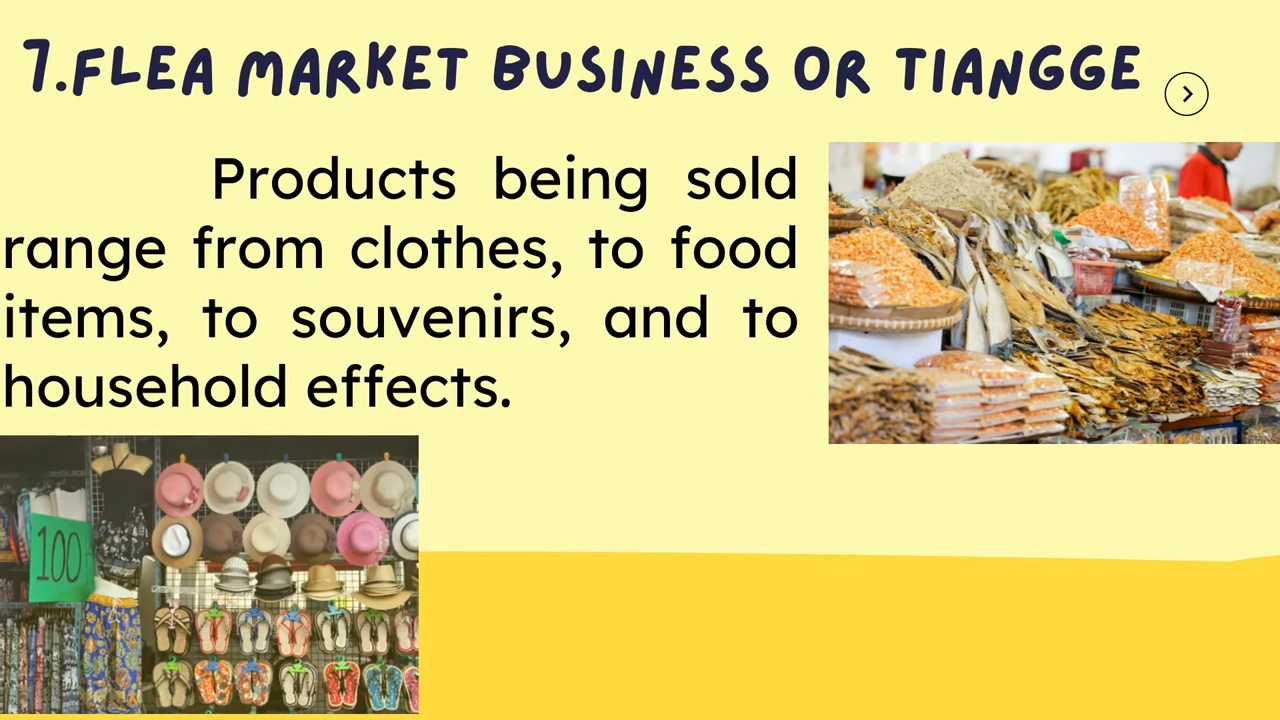 7.FLEA MARKET BUSINESS OR TIANGGE
Products being sold
range from clothes, to food
items, to souvenirs, and to
household effects.
100